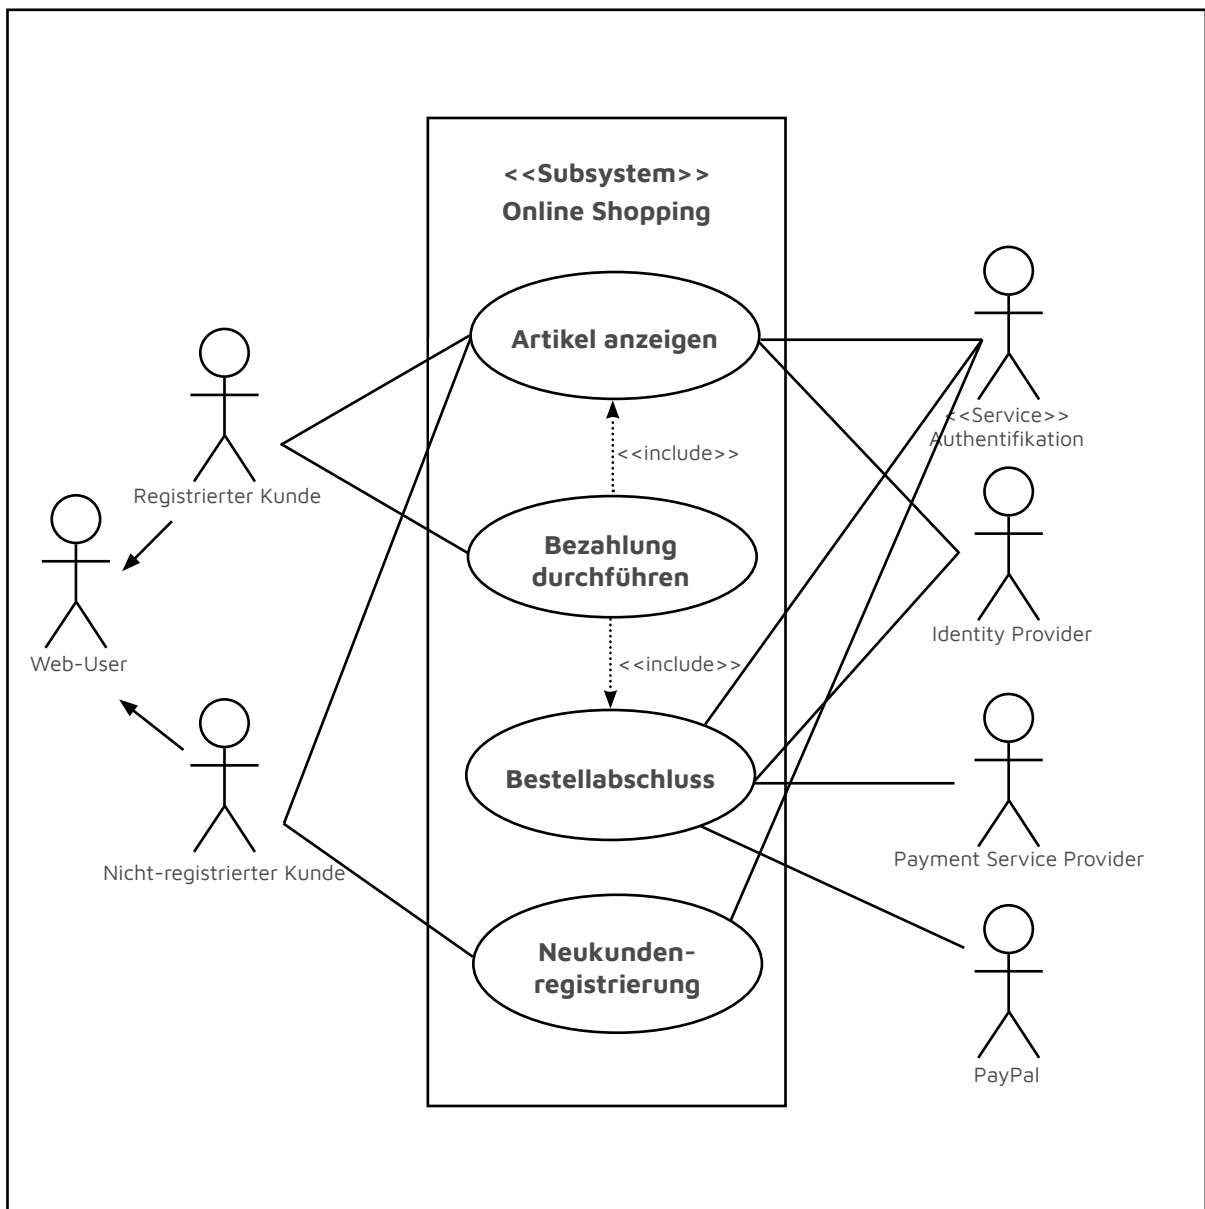 <<Subsystem>>
Online Shopping
Artikel anzeigen
<<Service>>
Authentifikation
<<include>>
Registrierter Kunde
Bezahlung
durchführen
Identity Provider
Web-User
<<include>>
Bestellabschluss
Payment Service Provider
Nicht-registrierter Kunde
Neukunden-
registrierung
PayPal